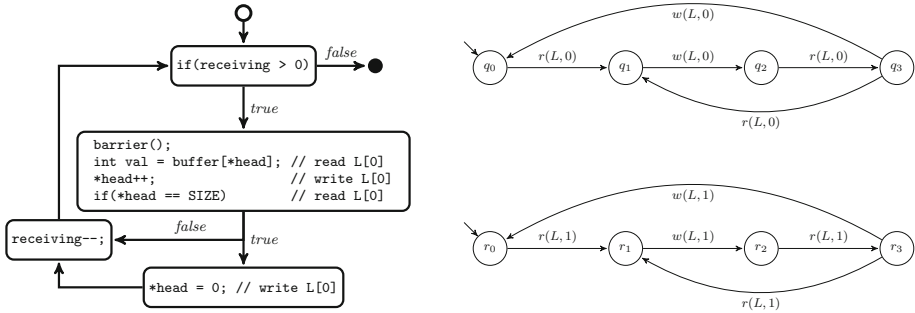 if(receiving > 0)
false
true
barrier();
int val = buffer[*head]; // read L[0]
*head++; // write L[0]
if(*head == SIZE) // read L[0]
false
true
receiving--;
*head = 0; // write L[0]
w(L, 0)
q0 r(L, 0) q1 w(L, 0) q2 r(L, 0) q3
r(L, 0)
w(L, 1)
r0 r(L, 1) r1 w(L, 1) r2 r(L, 1) r3
r(L, 1)